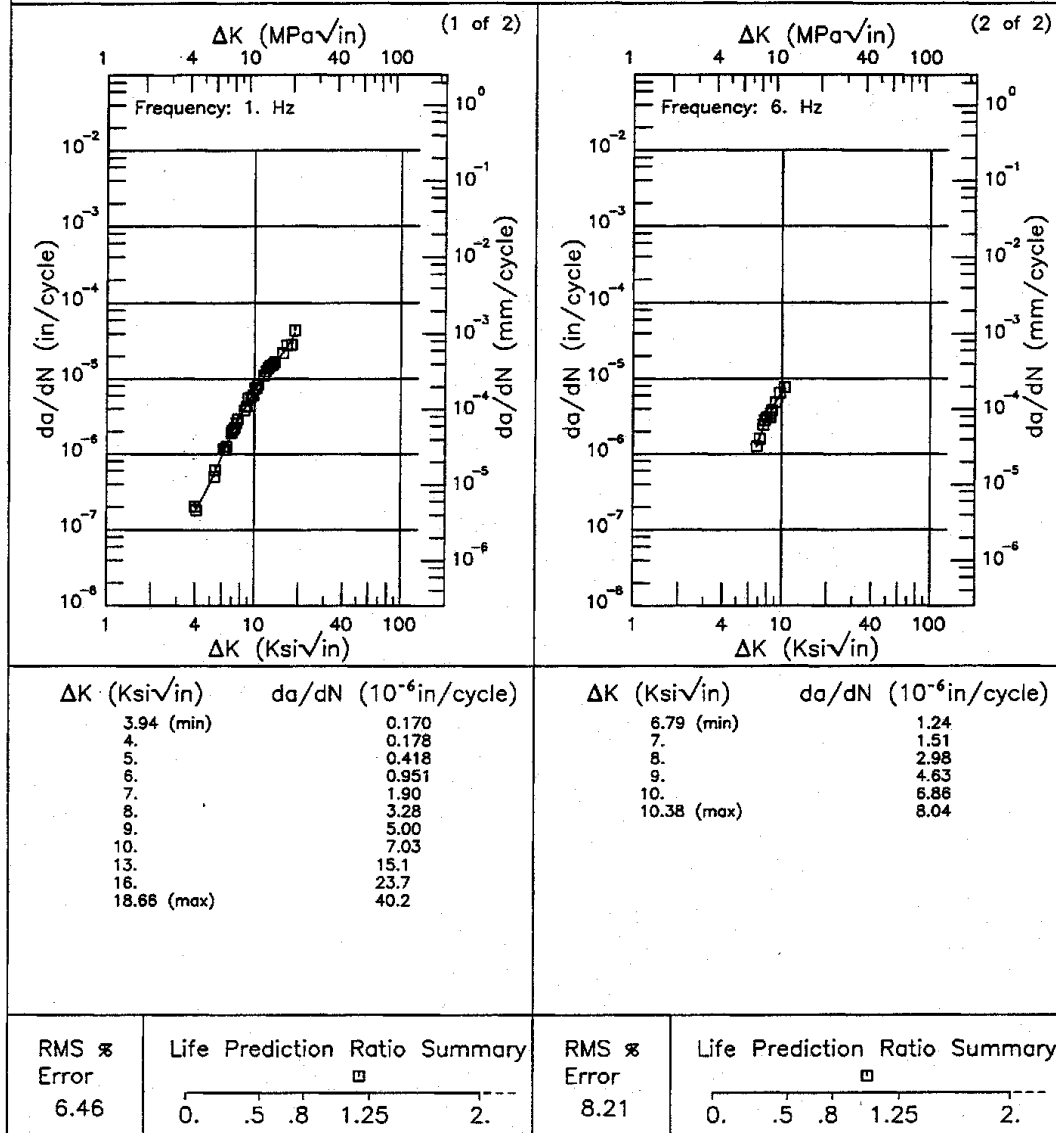 (1 of 2)
ΔK (MPa√in)
1 4 10 40 100
Frequency: 1. Hz
10⁻²
10⁻³
10⁻⁴
10⁻⁵
10⁻⁶
10⁻⁷
10⁻⁸
da/dN (in/cycle)
10⁰
10⁻¹
10⁻²
10⁻³
10⁻⁴
10⁻⁵
10⁻⁶
da/dN (mm/cycle)
1 4 10 40 100
ΔK (Ksi√in)
(2 of 2)
ΔK (MPa√in)
1 4 10 40 100
Frequency: 6. Hz
10⁻²
10⁻³
10⁻⁴
10⁻⁵
10⁻⁶
10⁻⁷
10⁻⁸
da/dN (in/cycle)
10⁰
10⁻¹
10⁻²
10⁻³
10⁻⁴
10⁻⁵
10⁻⁶
da/dN (mm/cycle)
1 4 10 40 100
ΔK (Ksi√in)
ΔK (Ksi√in) da/dN (10⁻⁶in/cycle)
3.94 (min) 0.170
4. 0.178
5. 0.418
6. 0.951
7. 1.90
8. 3.28
9. 5.00
10. 7.03
13. 15.1
16. 23.7
18.66 (max) 40.2
ΔK (Ksi√in) da/dN (10⁻⁶in/cycle)
6.79 (min) 1.24
7. 1.51
8. 2.98
9. 4.63
10. 6.86
10.38 (max) 8.04
RMS %
Error
6.46
Life Prediction Ratio Summary
0. .5 .8 1.25 2.
RMS %
Error
8.21
Life Prediction Ratio Summary
0. .5 .8 1.25 2.